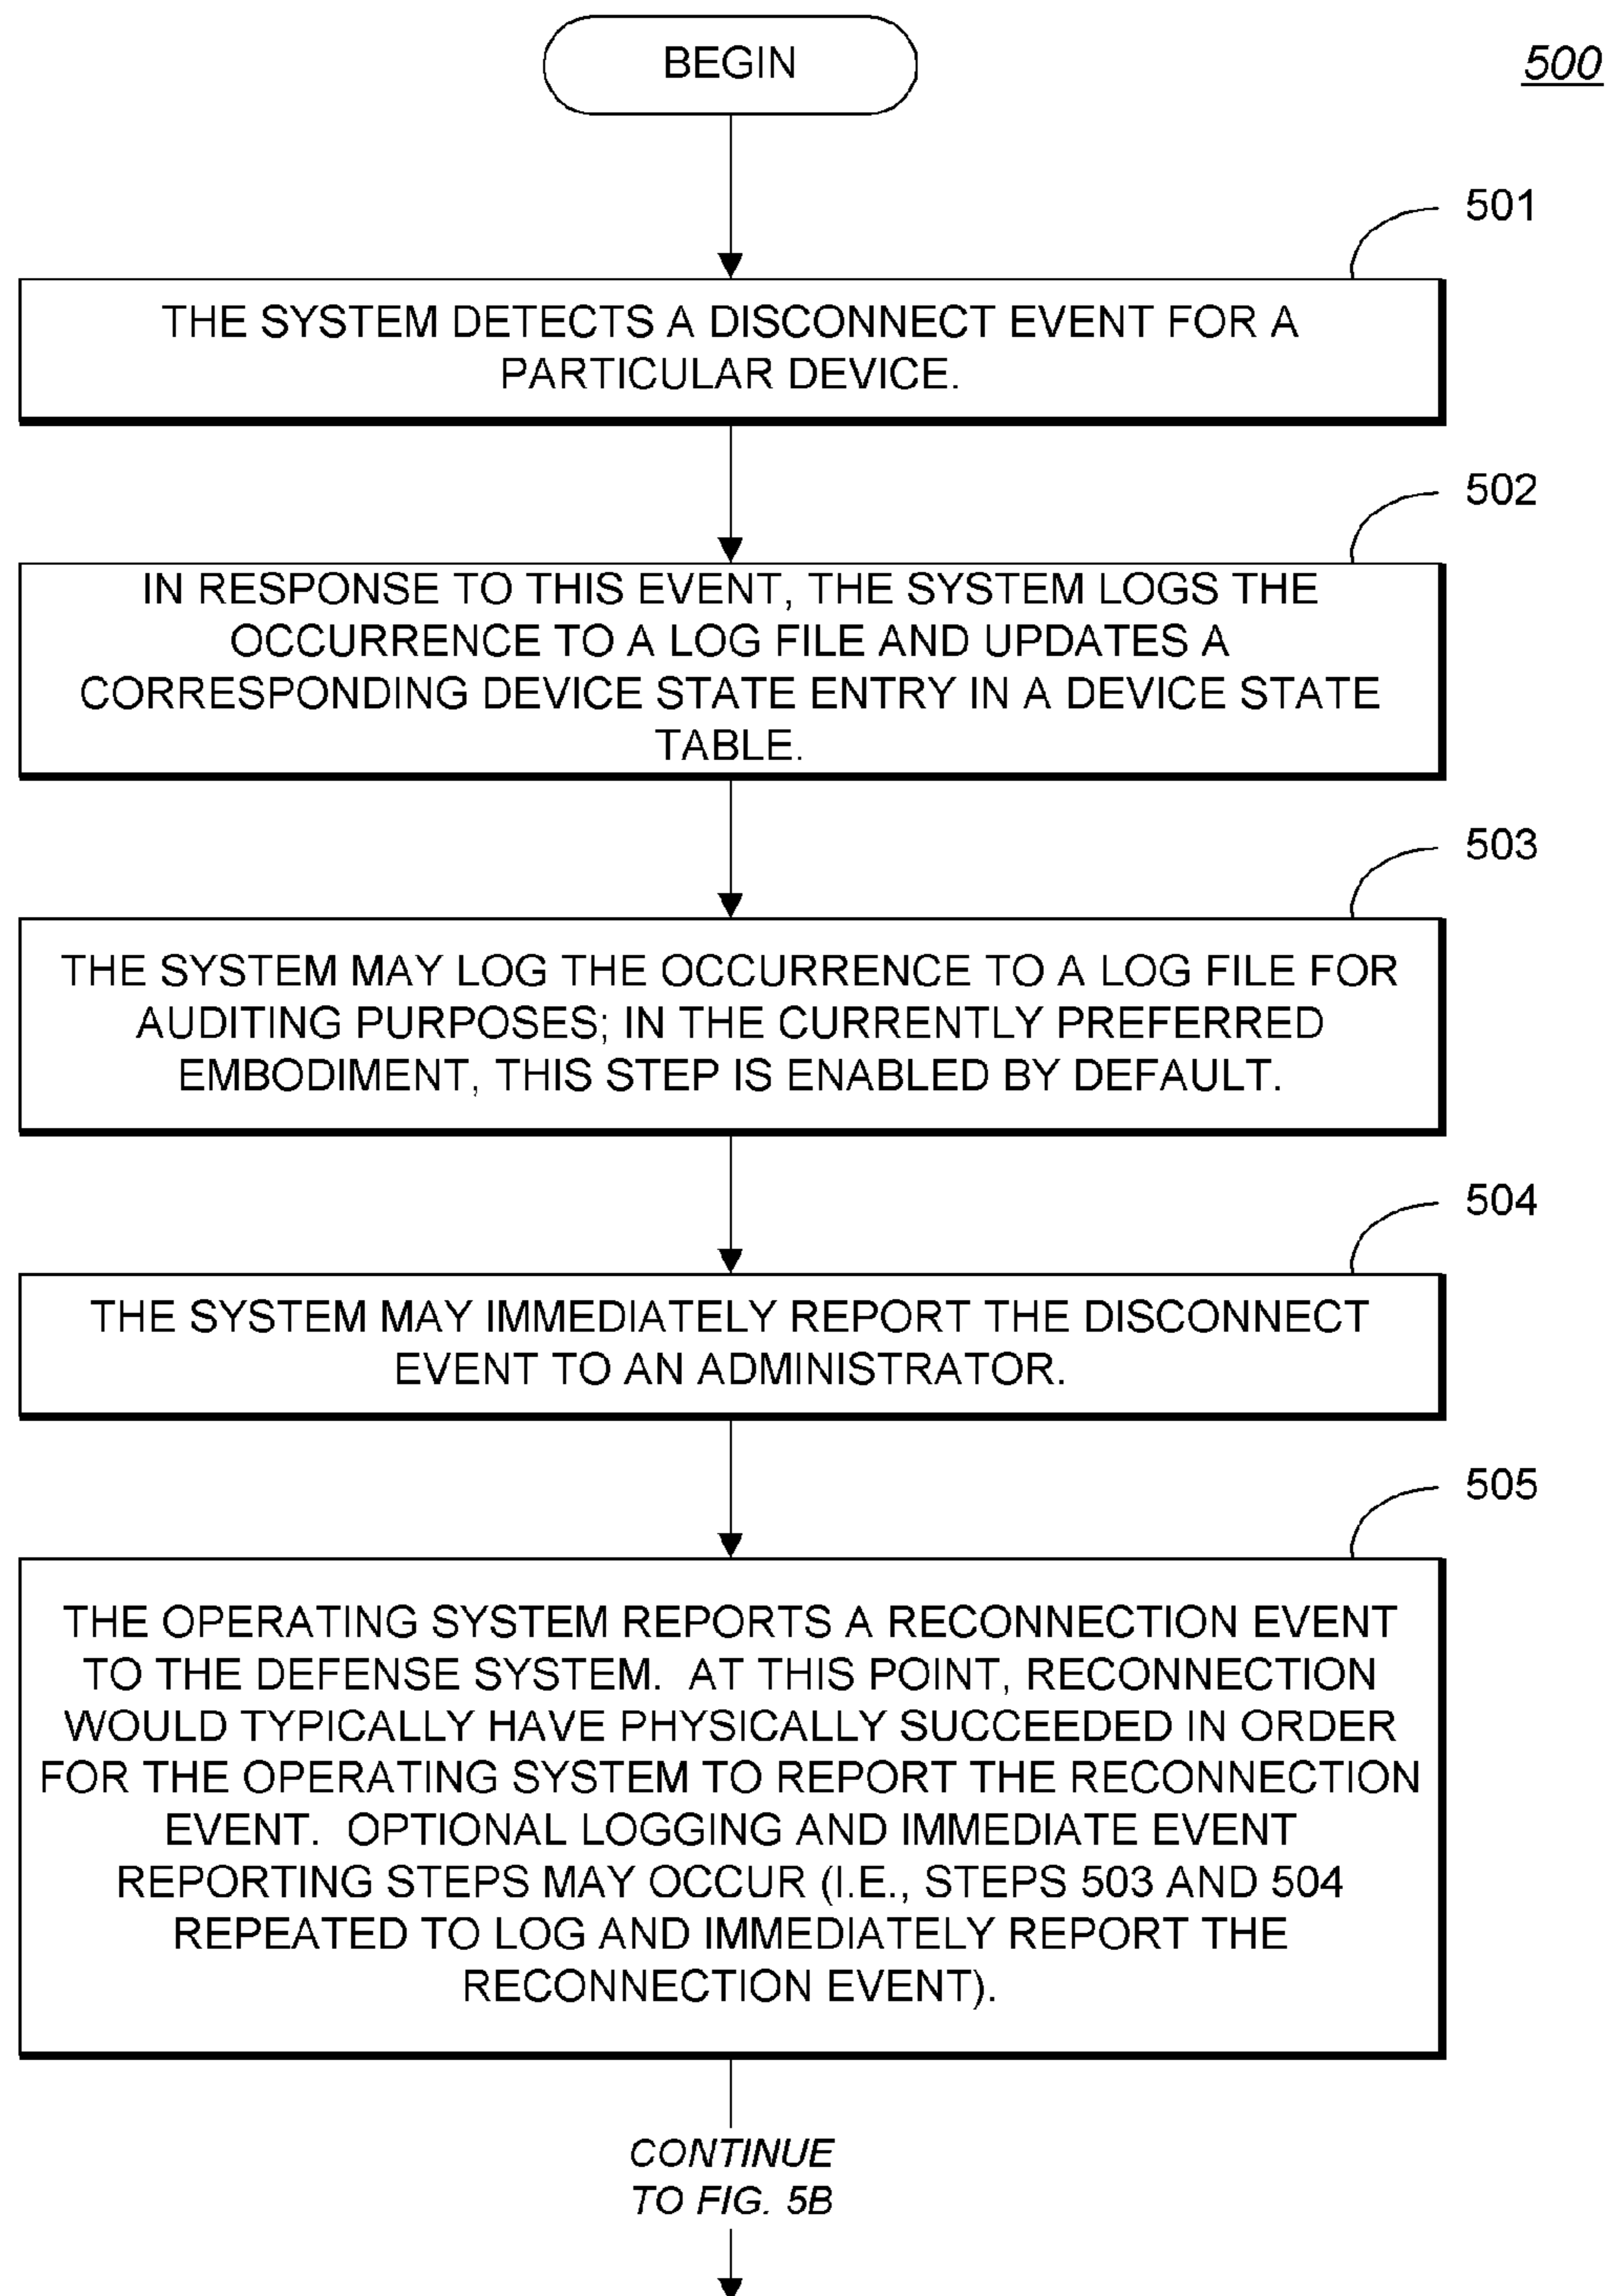 BEGIN
500
501
THE SYSTEM DETECTS A DISCONNECT EVENT FOR A
PARTICULAR DEVICE.
502
IN RESPONSE TO THIS EVENT, THE SYSTEM LOGS THE
OCCURRENCE TO A LOG FILE AND UPDATES A
CORRESPONDING DEVICE STATE ENTRY IN A DEVICE STATE
TABLE.
503
THE SYSTEM MAY LOG THE OCCURRENCE TO A LOG FILE FOR
AUDITING PURPOSES; IN THE CURRENTLY PREFERRED
EMBODIMENT, THIS STEP IS ENABLED BY DEFAULT.
504
THE SYSTEM MAY IMMEDIATELY REPORT THE DISCONNECT
EVENT TO AN ADMINISTRATOR.
505
THE OPERATING SYSTEM REPORTS A RECONNECTION EVENT
TO THE DEFENSE SYSTEM. AT THIS POINT, RECONNECTION
WOULD TYPICALLY HAVE PHYSICALLY SUCCEEDED IN ORDER
FOR THE OPERATING SYSTEM TO REPORT THE RECONNECTION
EVENT. OPTIONAL LOGGING AND IMMEDIATE EVENT
REPORTING STEPS MAY OCCUR (I.E., STEPS 503 AND 504
REPEATED TO LOG AND IMMEDIATELY REPORT THE
RECONNECTION EVENT).
CONTINUE
TO FIG. 5B